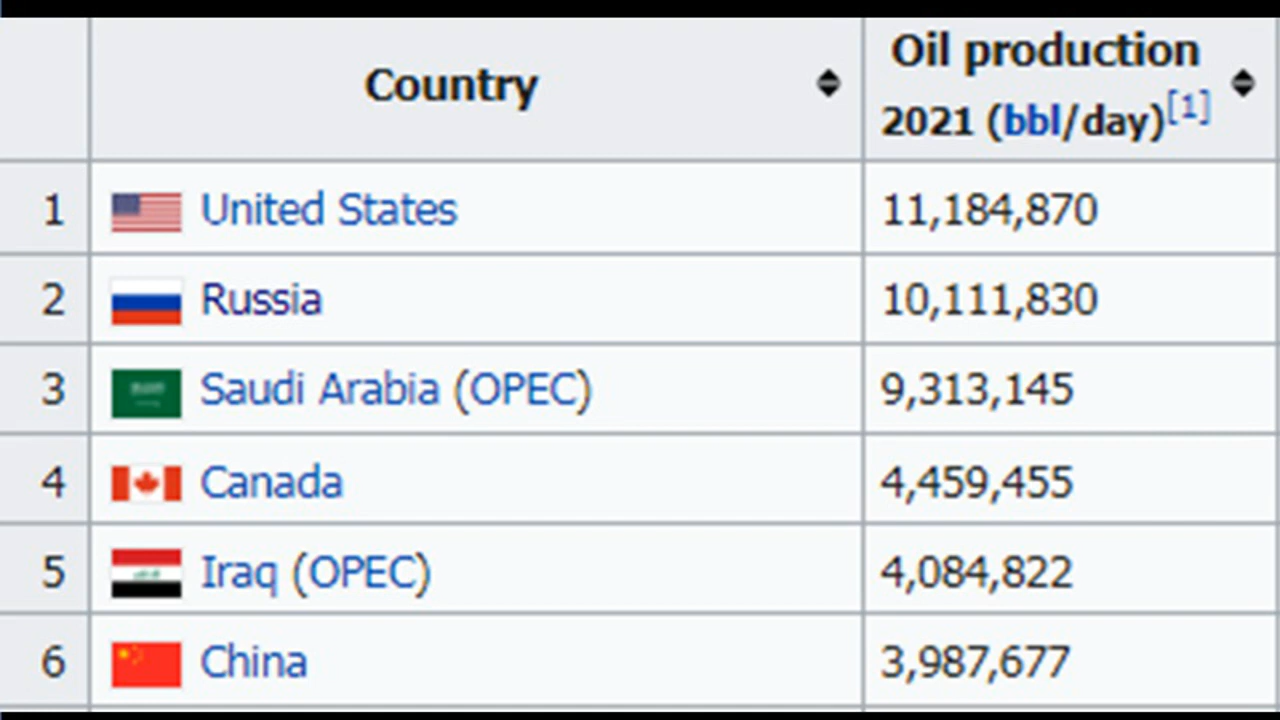 Country
Oil production
2021 (bbl/day)[1]
1 United States 11,184,870
2 Russia 10,111,830
3 Saudi Arabia (OPEC) 9,313,145
4 Canada 4,459,455
5 Iraq (OPEC) 4,084,822
6 China 3,987,677